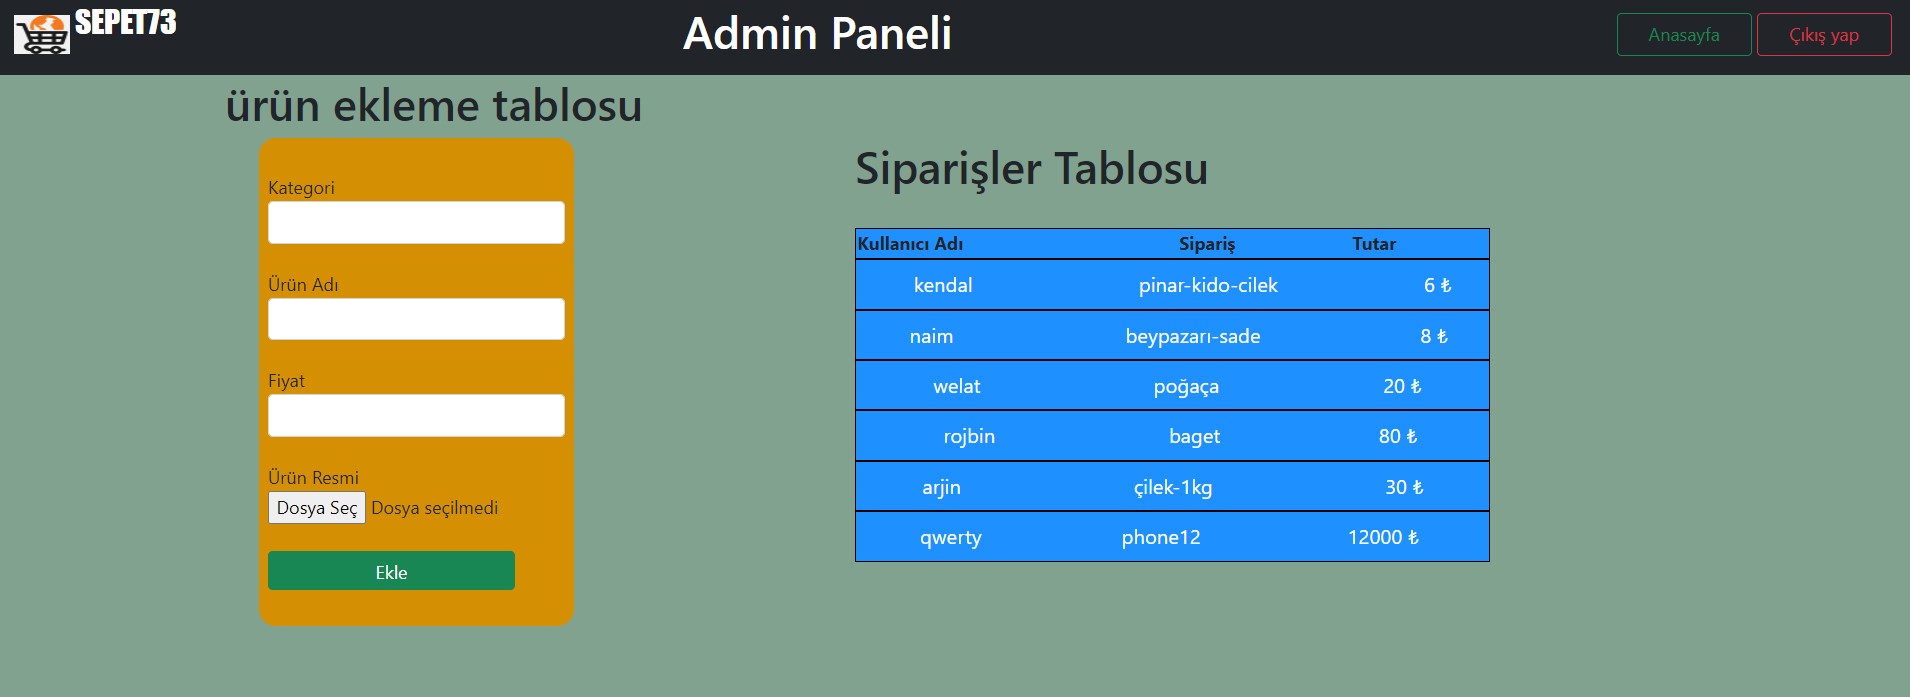 SEPET73
Admin Paneli
Anasayfa
Çıkış yap
ürün ekleme tablosu
Kategori
Ürün Adı
Fiyat
Ürün Resmi
Dosya Seç Dosya seçilmedi
Ekle
Siparişler Tablosu
Kullanıcı Adı Sipariş Tutar
kendal pinar-kido-cilek 6 ₺
naim beypazarı-sade 8 ₺
welat poğaça 20 ₺
rojbin baget 80 ₺
arjin çilek-1kg 30 ₺
qwerty phone12 12000 ₺